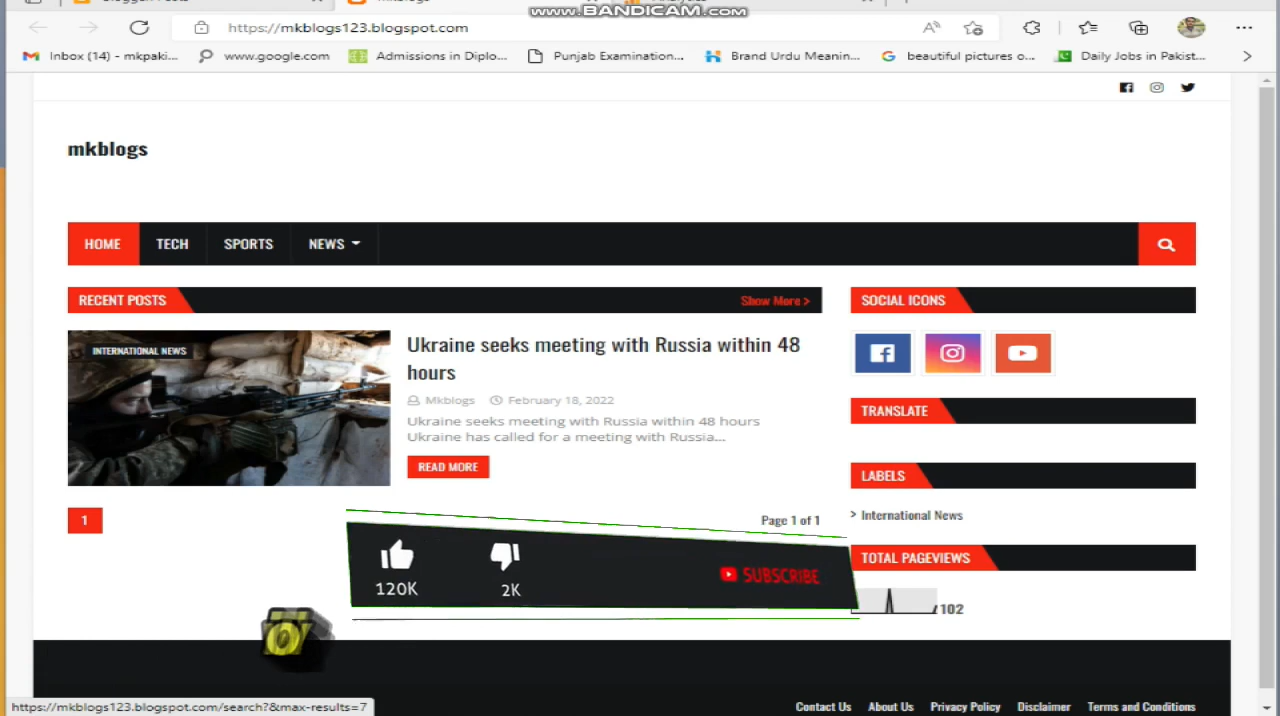 www.BANDICAM.com
https://mkblogs123.blogspot.com
Inbox (14) - mkpaki... www.google.com Admissions in Diplo... Punjab Examination... Brand Urdu Meanin... beautiful pictures o... Daily Jobs in Pakist...
mkblogs
HOME TECH SPORTS NEWS
RECENT POSTS Show More >
SOCIAL ICONS
INTERNATIONAL NEWS
Ukraine seeks meeting with Russia within 48
hours
Mkblogs February 18, 2022
Ukraine seeks meeting with Russia within 48 hours
Ukraine has called for a meeting with Russia...
READ MORE
TRANSLATE
LABELS
> International News
1
Page 1 of 1
120K 2K SUBSCRIBE
TOTAL PAGEVIEWS
102
Contact Us About Us Privacy Policy Disclaimer Terms and Conditions
https://mkblogs123.blogspot.com/search?&max-results=7